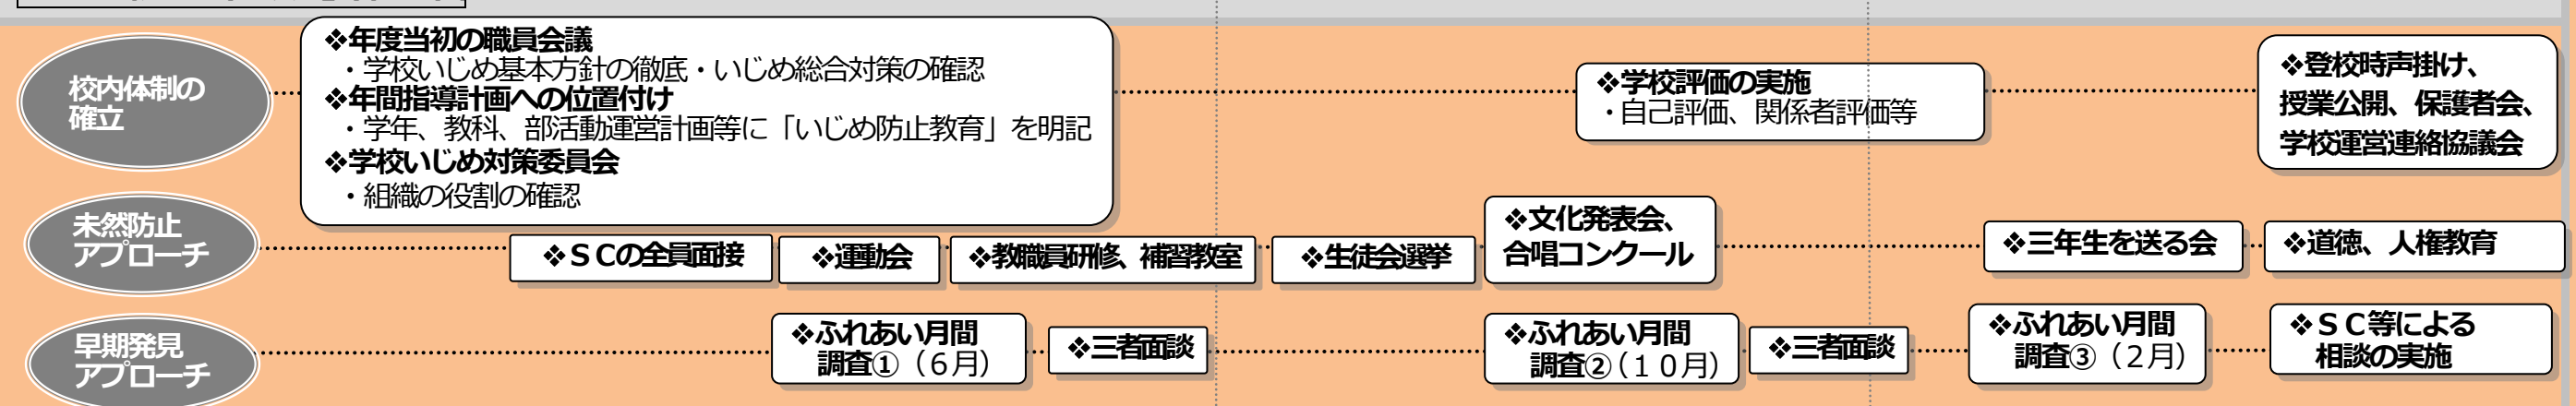 校内体制の
確立
❖年度当初の職員会議
・学校いじめ基本方針の徹底・いじめ総合対策の確認
❖年間指導計画への位置付け
・学年、教科、部活動運営計画等に「いじめ防止教育」を明記
❖学校いじめ対策委員会
・組織の役割の確認
❖学校評価の実施
・自己評価、関係者評価等
❖登校時声掛け、
授業公開、保護者会、
学校運営連絡協議会
未然防止
アプローチ
❖ＳＣの全員面接
❖運動会
❖教職員研修、補習教室
❖生徒会選挙
❖文化発表会、
合唱コンクール
❖三年生を送る会
❖道徳、人権教育
早期発見
アプローチ
❖ふれあい月間
調査①（６月）
❖三者面談
❖ふれあい月間
調査②（１０月）
❖三者面談
❖ふれあい月間
調査③（２月）
❖ＳＣ等による
相談の実施